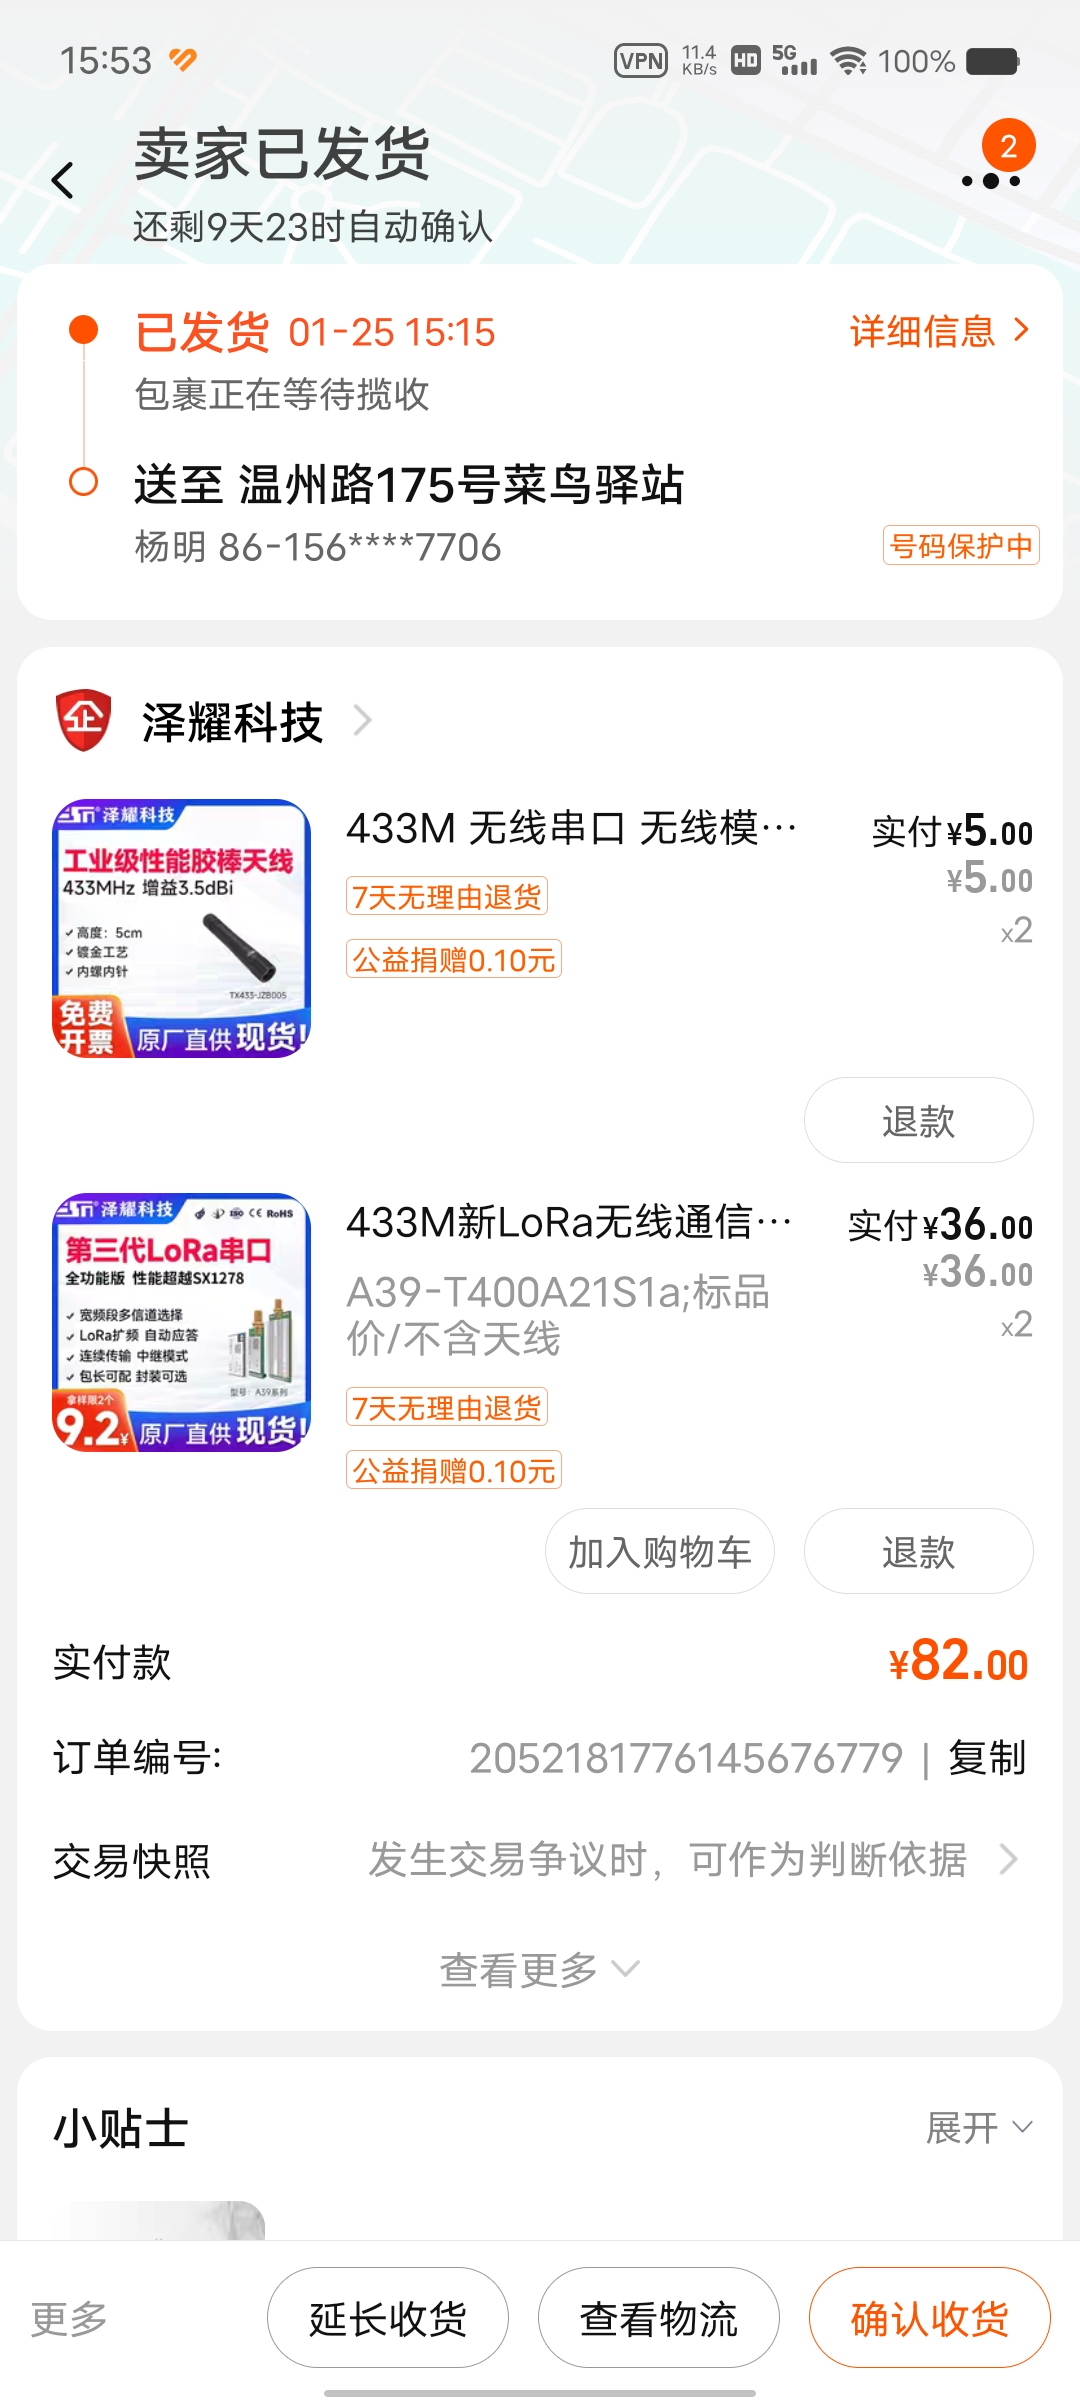 15:53
VPN 11.4 KB/s HD 5G 100%
卖家已发货
2
还剩9天23时自动确认
已发货 01-25 15:15
详细信息
包裹正在等待揽收
送至 温州路175号菜鸟驿站
杨明 86-156****7706
号码保护中
企 泽耀科技
泽耀科技
工业级性能胶棒天线
433MHz 增益3.5dBi
高度：5cm
镀金工艺
内螺内针
TX433-JZB005
免费
开票
原厂直供 现货!
433M 无线串口 无线模…
实付¥5.00
¥5.00
7天无理由退货
x2
公益捐赠0.10元
退款
泽耀科技 ISO CE RoHS
第三代LoRa串口
全功能版 性能超越SX1278
宽频段多信道选择
LoRa扩频 自动应答
连续传输 中继模式
包长可配 封装可选
型号：A39系列
拿样限2个
9.2¥
原厂直供 现货!
433M新LoRa无线通信…
实付¥36.00
¥36.00
A39-T400A21S1a;标品
价/不含天线
x2
7天无理由退货
公益捐赠0.10元
加入购物车
退款
实付款 ¥82.00
订单编号: 2052181776145676779 | 复制
交易快照 发生交易争议时，可作为判断依据
查看更多
小贴士
展开
更多
延长收货
查看物流
确认收货